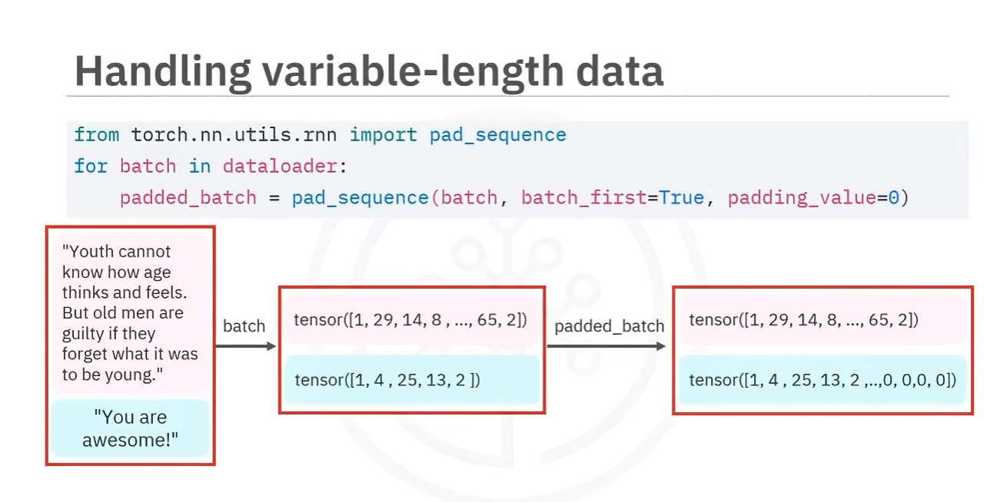 Handling variable-length data
from torch.nn.utils.rnn import pad_sequence
for batch in dataloader:
    padded_batch = pad_sequence(batch, batch_first=True, padding_value=0)
"Youth cannot
know how age
thinks and feels.
But old men are
guilty if they
forget what it was
to be young."
"You are
awesome!"
batch
tensor([1, 29, 14, 8 , ..., 65, 2])
tensor([1, 4 , 25, 13, 2 ])
padded_batch
tensor([1, 29, 14, 8, ..., 65, 2])
tensor([1, 4 , 25, 13, 2 ,..,0, 0,0, 0])